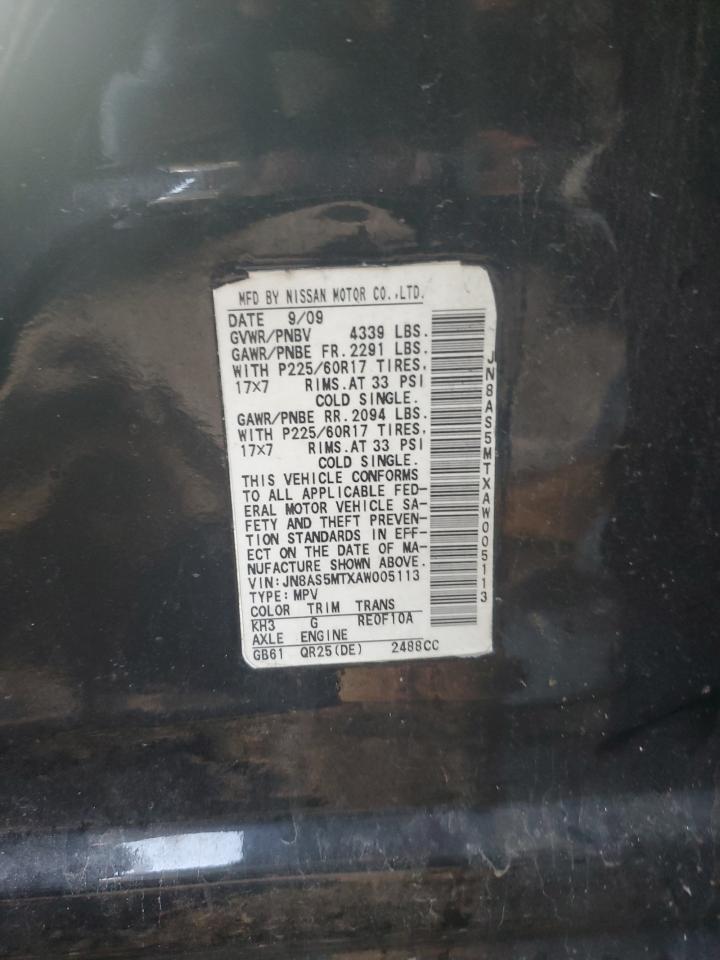 MFD BY NISSAN MOTOR CO.,LTD.
DATE 9/09
GVWR/PNBV 4339 LBS.
GAWR/PNBE FR.2291 LBS.
WITH P225/60R17 TIRES,
17X7 RIMS.AT 33 PSI
COLD SINGLE.
GAWR/PNBE RR.2094 LBS.
WITH P225/60R17 TIRES,
17X7 RIMS.AT 33 PSI
COLD SINGLE.
THIS VEHICLE CONFORMS
TO ALL APPLICABLE FED-
ERAL MOTOR VEHICLE SA-
FETY AND THEFT PREVEN-
TION STANDARDS IN EFF-
ECT ON THE DATE OF MA-
NUFACTURE SHOWN ABOVE.
VIN:JN8AS5MTXAW005113
TYPE:MPV
COLOR TRIM TRANS
KH3 G RE0F10A
AXLE ENGINE
GB61 QR25(DE) 2488CC
JN8AS5MTXAW005113